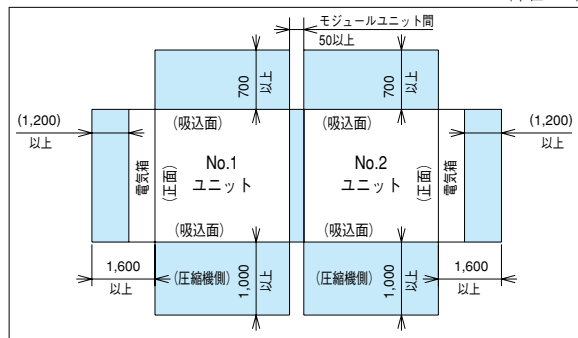 モジュールユニット間
50以上
700
以上
700
以上
(1,200)
以上
(吸込面)
(吸込面)
(1,200)
以上
電気箱
(正面)
No.1
ユニット
No.2
ユニット
(正面)
電気箱
(吸込面)
(吸込面)
1,600
以上
(圧縮機側)
1,000
以上
(圧縮機側)
1,000
以上
1,600
以上